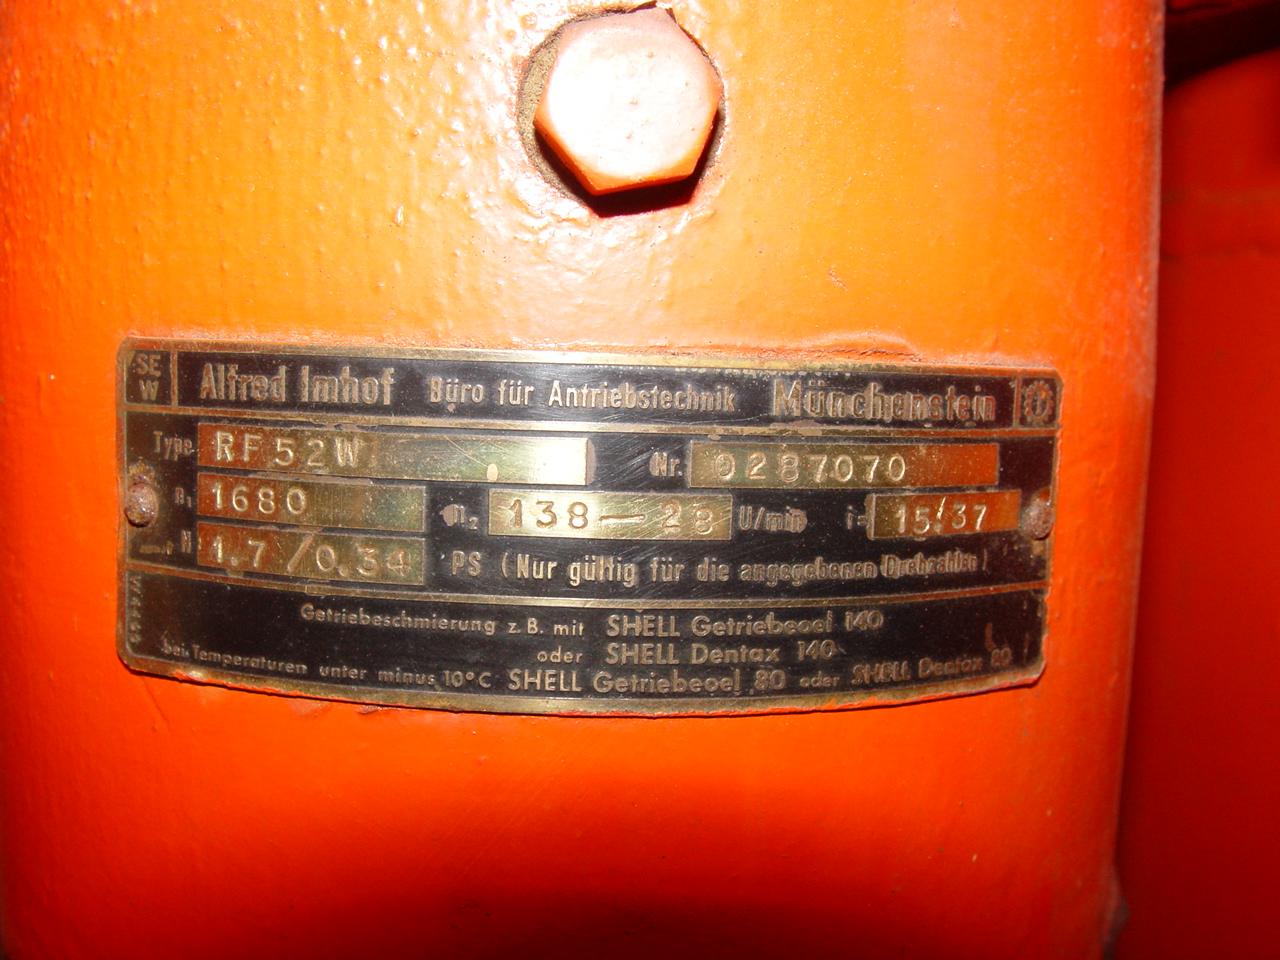 SE
W
Alfred Imhof Büro für Antriebstechnik Münchenstein
Type RF52W Nr. 0287070
n₁ 1680 n₂ 138—28 U/min i= 15/37
N 1.7/0.34 PS (Nur gültig für die angegebenen Drehzahlen)
Getriebeschmierung z.B. mit SHELL Getriebeoel 140
oder SHELL Dentax 140
bei Temperaturen unter minus 10°C SHELL Getriebeoel 80 oder SHELL Dentax 80